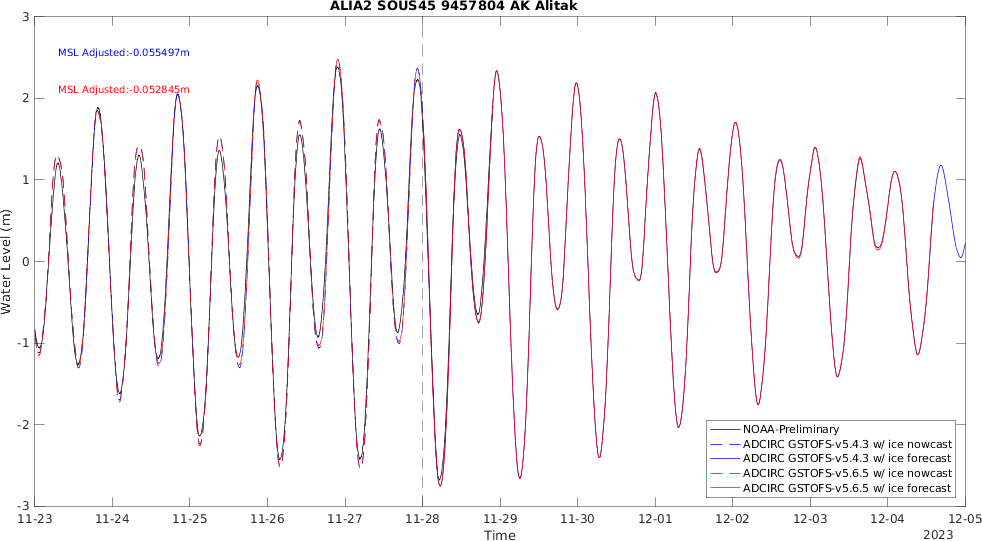 ALIA2 SOUS45 9457804 AK Alitak
MSL Adjusted:-0.055497m
MSL Adjusted:-0.052845m
Water Level (m)
3
2
1
0
-1
-2
-3
NOAA-Preliminary
ADCIRC GSTOFS-v5.4.3 w/ ice nowcast
ADCIRC GSTOFS-v5.4.3 w/ ice forecast
ADCIRC GSTOFS-v5.6.5 w/ ice nowcast
ADCIRC GSTOFS-v5.6.5 w/ ice forecast
11-23 11-24 11-25 11-26 11-27 11-28 11-29 11-30 12-01 12-02 12-03 12-04 12-05
Time
2023